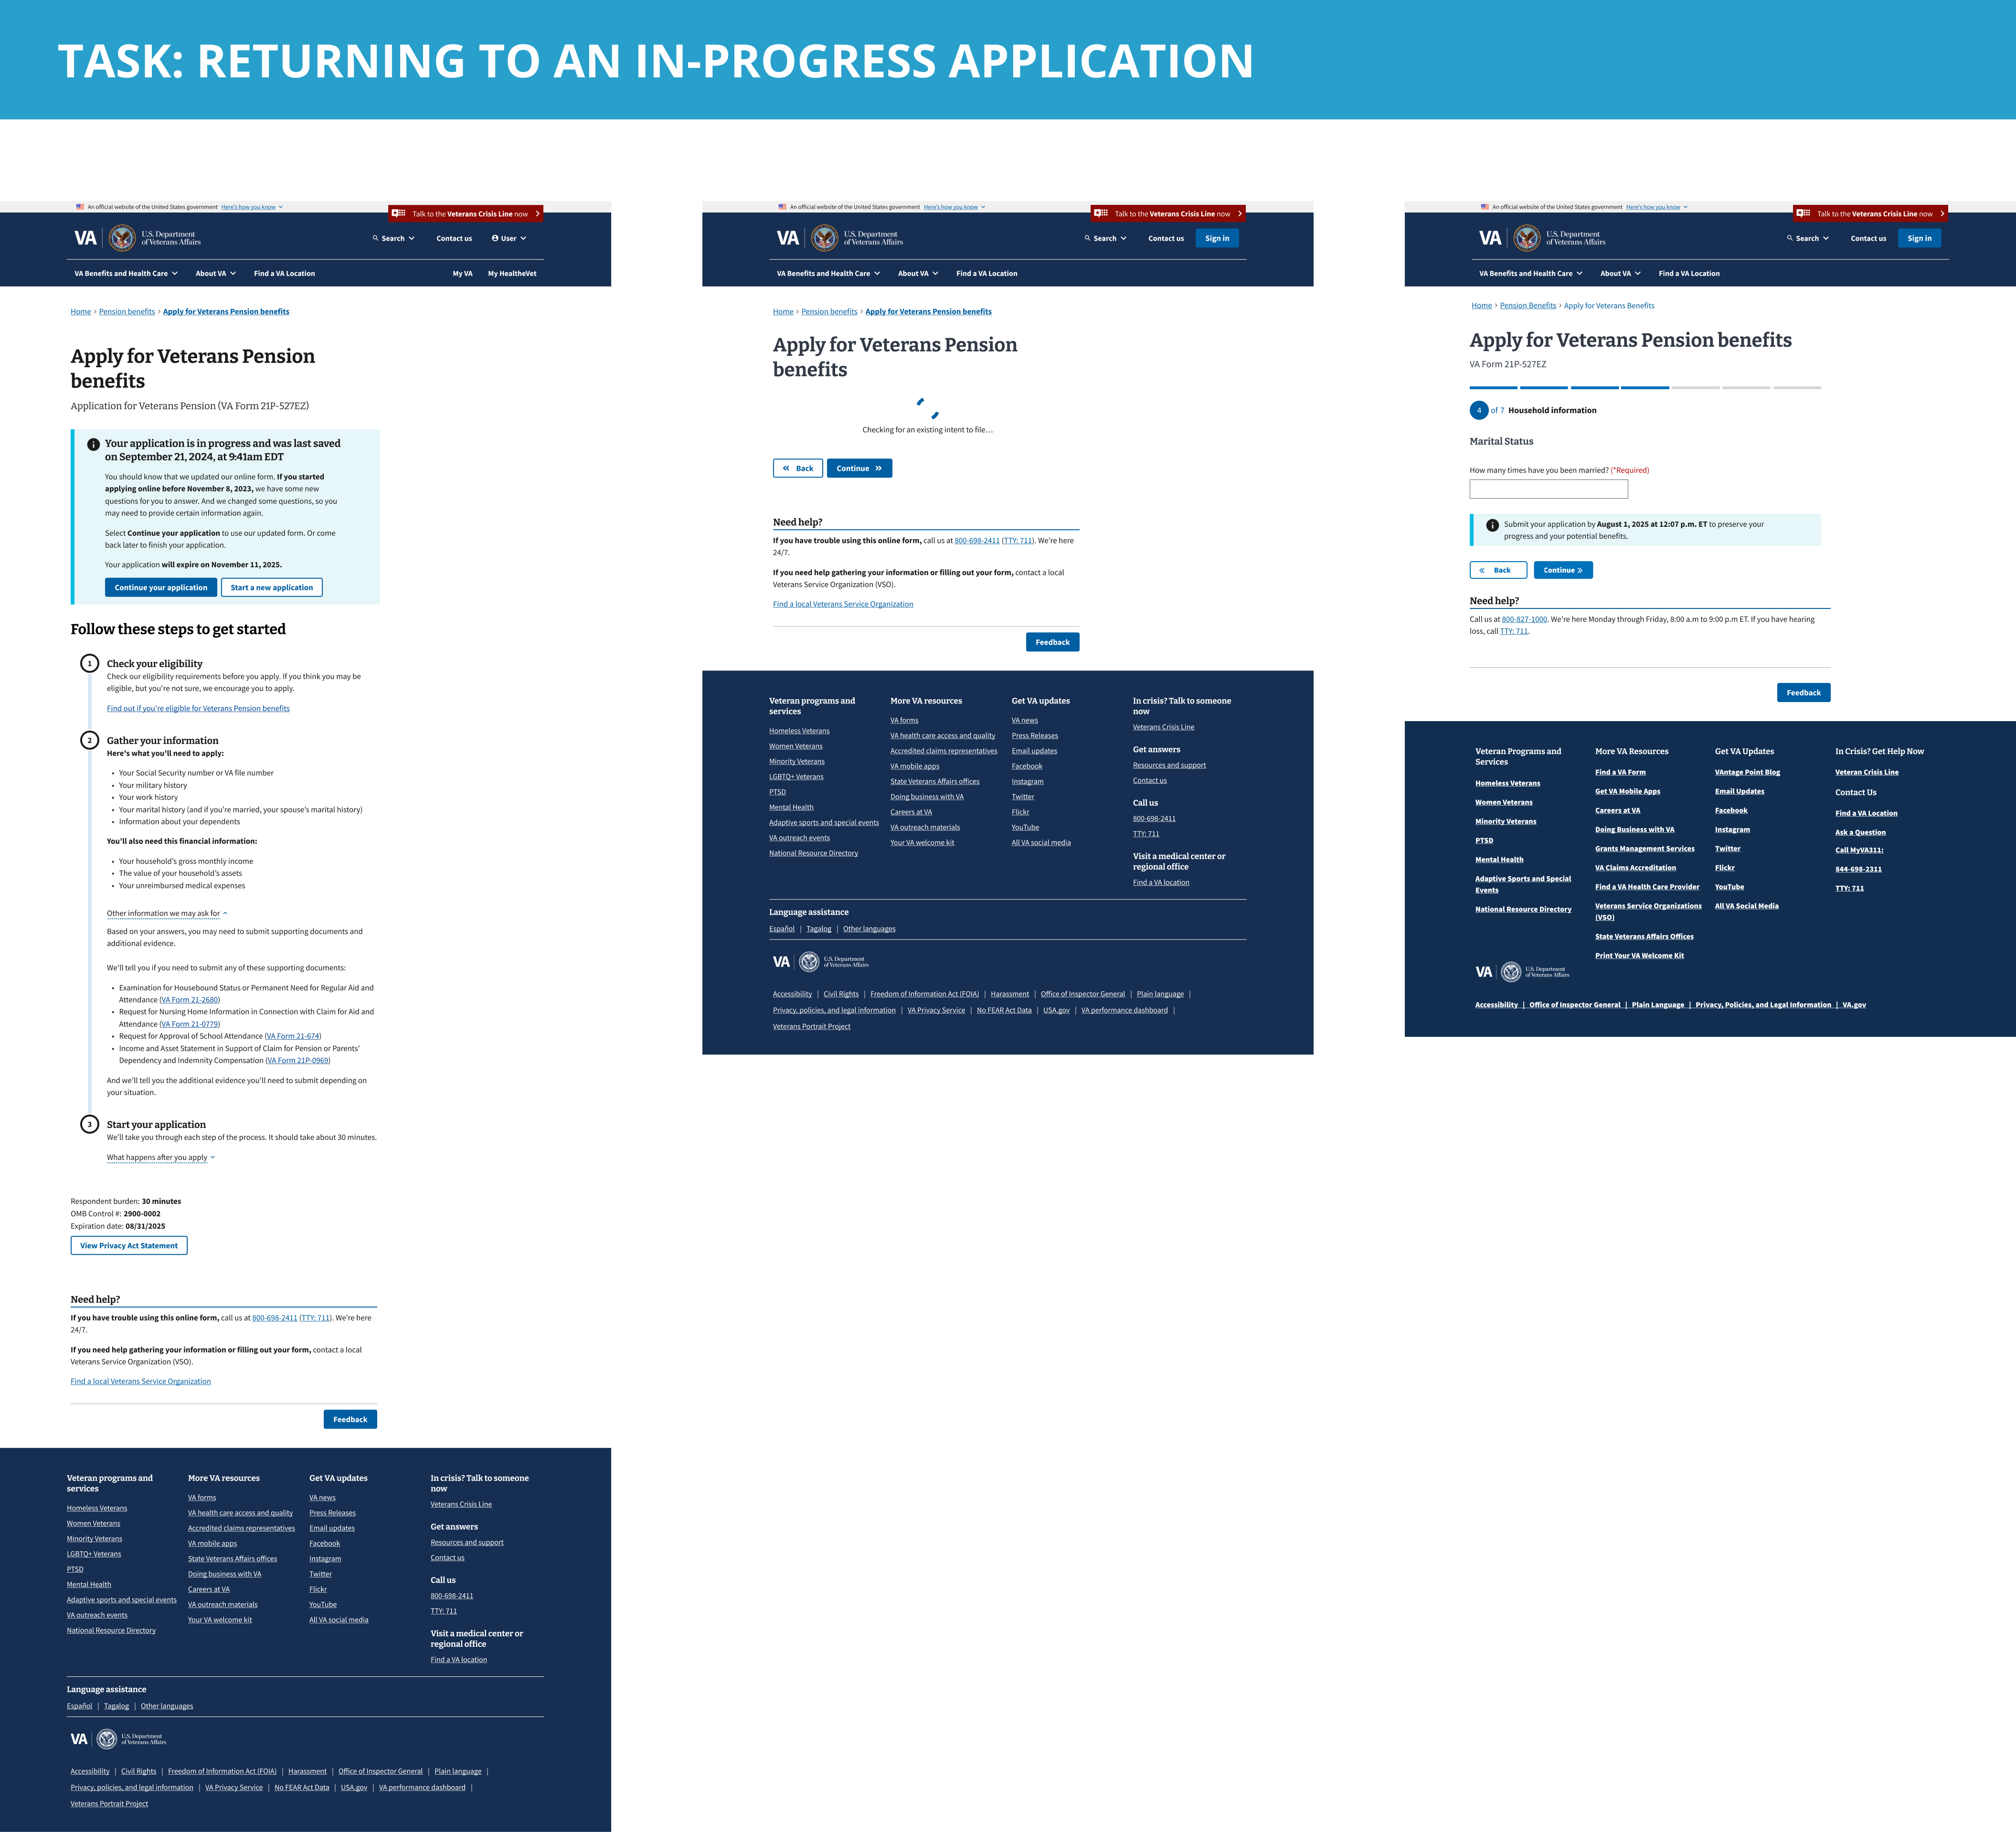 TASK: RETURNING TO AN IN-PROGRESS APPLICATION
An official website of the United States government Here's how you know
Talk to the Veterans Crisis Line now
VA
U.S. Department
of Veterans Affairs
Search
Contact us
User
VA Benefits and Health Care
About VA
Find a VA Location
My VA
My HealtheVet
Home > Pension benefits > Apply for Veterans Pension benefits
Apply for Veterans Pension
benefits
Application for Veterans Pension (VA Form 21P-527EZ)
Your application is in progress and was last saved
on September 21, 2024, at 9:41am EDT
You should know that we updated our online form. If you started
applying online before November 8, 2023, we have some new
questions for you to answer. And we changed some questions, so you
may need to provide certain information again.
Select Continue your application to use our updated form. Or come
back later to finish your application.
Your application will expire on November 11, 2025.
Continue your application
Start a new application
Follow these steps to get started
1
Check your eligibility
Check our eligibility requirements before you apply. If you think you may be
eligible, but you're not sure, we encourage you to apply.
Find out if you're eligible for Veterans Pension benefits
2
Gather your information
Here's what you'll need to apply:
• Your Social Security number or VA file number
• Your military history
• Your work history
• Your marital history (and if you're married, your spouse's marital history)
• Information about your dependents
You'll also need this financial information:
• Your household's gross monthly income
• The value of your household's assets
• Your unreimbursed medical expenses
Other information we may ask for
Based on your answers, you may need to submit supporting documents and
additional evidence.
We'll tell you if you need to submit any of these supporting documents:
• Examination for Housebound Status or Permanent Need for Regular Aid and
Attendance (VA Form 21-2680)
• Request for Nursing Home Information in Connection with Claim for Aid and
Attendance (VA Form 21-0779)
• Request for Approval of School Attendance (VA Form 21-674)
• Income and Asset Statement in Support of Claim for Pension or Parents'
Dependency and Indemnity Compensation (VA Form 21P-0969)
And we'll tell you the additional evidence you'll need to submit depending on
your situation.
3
Start your application
We'll take you through each step of the process. It should take about 30 minutes.
What happens after you apply
Respondent burden: 30 minutes
OMB Control #: 2900-0002
Expiration date: 08/31/2025
View Privacy Act Statement
Need help?
If you have trouble using this online form, call us at 800-698-2411 (TTY: 711). We're here
24/7.
If you need help gathering your information or filling out your form, contact a local
Veterans Service Organization (VSO).
Find a local Veterans Service Organization
Feedback
Veteran programs and
services
Homeless Veterans
Women Veterans
Minority Veterans
LGBTQ+ Veterans
PTSD
Mental Health
Adaptive sports and special events
VA outreach events
National Resource Directory
More VA resources
VA forms
VA health care access and quality
Accredited claims representatives
VA mobile apps
State Veterans Affairs offices
Doing business with VA
Careers at VA
VA outreach materials
Your VA welcome kit
Get VA updates
VA news
Press Releases
Email updates
Facebook
Instagram
Twitter
Flickr
YouTube
All VA social media
In crisis? Talk to someone
now
Veterans Crisis Line
Get answers
Resources and support
Contact us
Call us
800-698-2411
TTY: 711
Visit a medical center or
regional office
Find a VA location
Language assistance
Español | Tagalog | Other languages
VA
U.S. Department
of Veterans Affairs
Accessibility | Civil Rights | Freedom of Information Act (FOIA) | Harassment | Office of Inspector General | Plain language |
Privacy, policies, and legal information | VA Privacy Service | No FEAR Act Data | USA.gov | VA performance dashboard |
Veterans Portrait Project
An official website of the United States government Here's how you know
Talk to the Veterans Crisis Line now
VA
U.S. Department
of Veterans Affairs
Search
Contact us
Sign in
VA Benefits and Health Care
About VA
Find a VA Location
Home > Pension benefits > Apply for Veterans Pension benefits
Apply for Veterans Pension
benefits
Checking for an existing intent to file...
Back
Continue
Need help?
If you have trouble using this online form, call us at 800-698-2411 (TTY: 711). We're here
24/7.
If you need help gathering your information or filling out your form, contact a local
Veterans Service Organization (VSO).
Find a local Veterans Service Organization
Feedback
Veteran programs and
services
Homeless Veterans
Women Veterans
Minority Veterans
LGBTQ+ Veterans
PTSD
Mental Health
Adaptive sports and special events
VA outreach events
National Resource Directory
More VA resources
VA forms
VA health care access and quality
Accredited claims representatives
VA mobile apps
State Veterans Affairs offices
Doing business with VA
Careers at VA
VA outreach materials
Your VA welcome kit
Get VA updates
VA news
Press Releases
Email updates
Facebook
Instagram
Twitter
Flickr
YouTube
All VA social media
In crisis? Talk to someone
now
Veterans Crisis Line
Get answers
Resources and support
Contact us
Call us
800-698-2411
TTY: 711
Visit a medical center or
regional office
Find a VA location
Language assistance
Español | Tagalog | Other languages
VA
U.S. Department
of Veterans Affairs
Accessibility | Civil Rights | Freedom of Information Act (FOIA) | Harassment | Office of Inspector General | Plain language |
Privacy, policies, and legal information | VA Privacy Service | No FEAR Act Data | USA.gov | VA performance dashboard |
Veterans Portrait Project
An official website of the United States government Here's how you know
Talk to the Veterans Crisis Line now
VA
U.S. Department
of Veterans Affairs
Search
Contact us
Sign in
VA Benefits and Health Care
About VA
Find a VA Location
Home > Pension Benefits > Apply for Veterans Benefits
Apply for Veterans Pension benefits
VA Form 21P-527EZ
4 of 7 Household information
Marital Status
How many times have you been married? (*Required)
Submit your application by August 1, 2025 at 12:07 p.m. ET to preserve your
progress and your potential benefits.
Back
Continue
Need help?
Call us at 800-827-1000. We're here Monday through Friday, 8:00 a.m to 9:00 p.m ET. If you have hearing
loss, call TTY: 711.
Feedback
Veteran Programs and
Services
Homeless Veterans
Women Veterans
Minority Veterans
PTSD
Mental Health
Adaptive Sports and Special
Events
National Resource Directory
More VA Resources
Find a VA Form
Get VA Mobile Apps
Careers at VA
Doing Business with VA
Grants Management Services
VA Claims Accreditation
Find a VA Health Care Provider
Veterans Service Organizations
(VSO)
State Veterans Affairs Offices
Print Your VA Welcome Kit
Get VA Updates
VAntage Point Blog
Email Updates
Facebook
Instagram
Twitter
Flickr
YouTube
All VA Social Media
In Crisis? Get Help Now
Veteran Crisis Line
Contact Us
Find a VA Location
Ask a Question
Call MyVA311:
844-698-2311
TTY: 711
VA
U.S. Department
of Veterans Affairs
Accessibility | Office of Inspector General | Plain Language | Privacy, Policies, and Legal Information | VA.gov